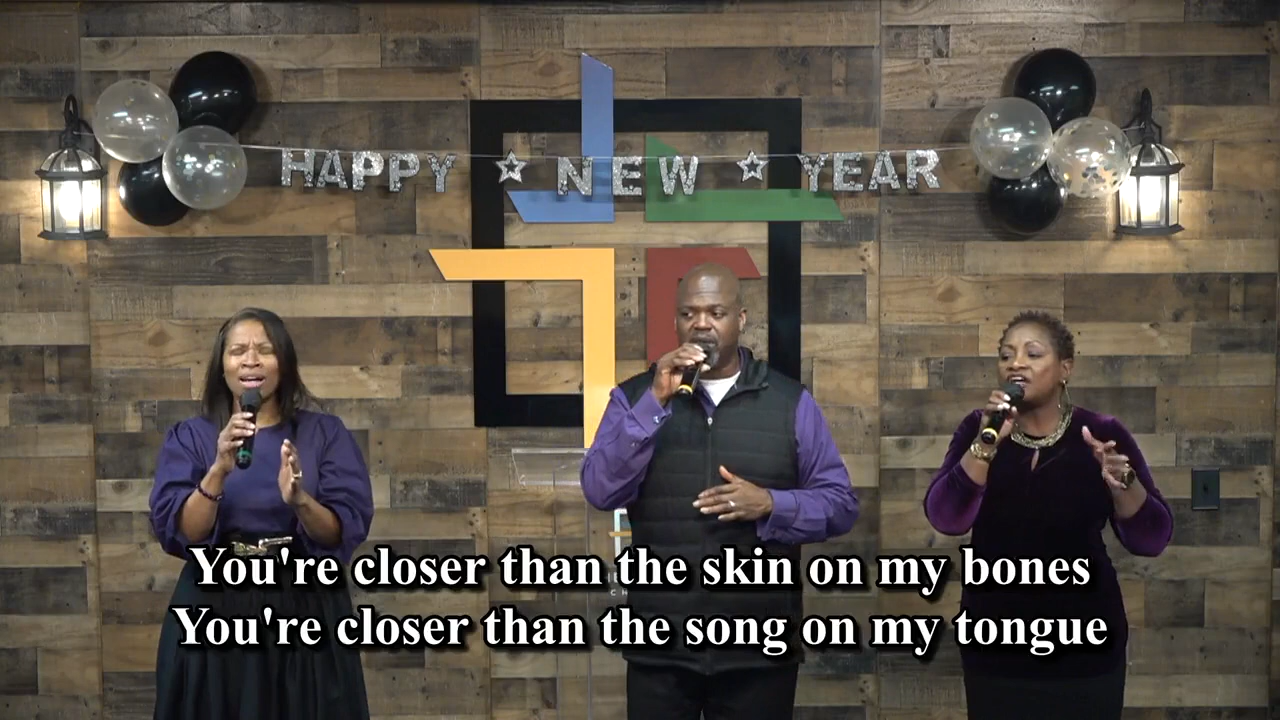 HAPPY NEW YEAR
You're closer than the skin on my bones
You're closer than the song on my tongue